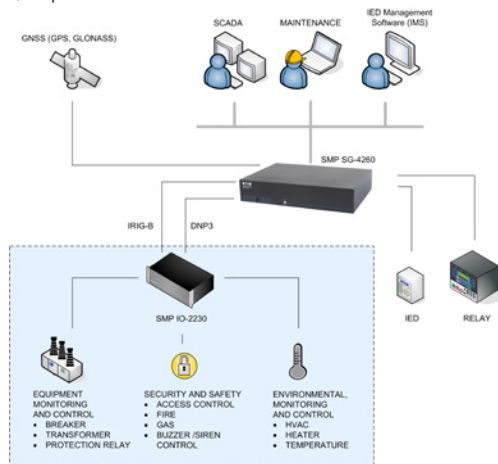 GNSS (GPS, GLONASS)
SCADA
MAINTENANCE
IED Management
Software (IMS)
SMP SG-4260
IRIG-B
DNP3
SMP IO-2230
IED
RELAY
EQUIPMENT
MONITORING
AND CONTROL
• BREAKER
• TRANSFORMER
• PROTECTION RELAY
SECURITY AND SAFETY
• ACCESS CONTROL
• FIRE
• GAS
• BUZZER /SIREN
CONTROL
ENVIRONMENTAL,
MONITORING
AND CONTROL
• HVAC
• HEATER
• TEMPERATURE